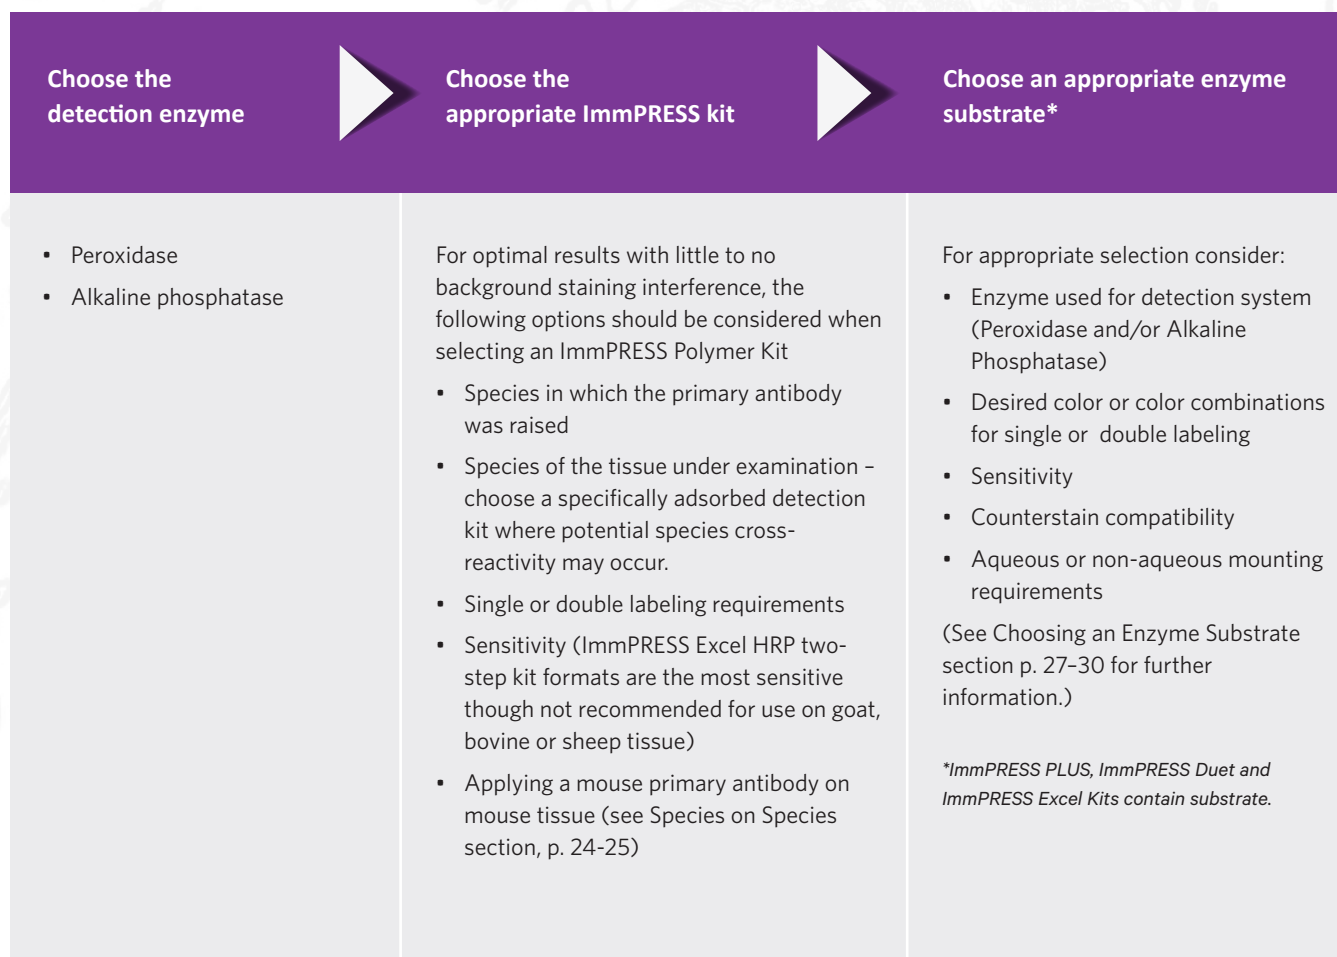 Choose the
detection enzyme
Choose the
appropriate ImmPRESS kit
Choose an appropriate enzyme
substrate*
• Peroxidase
• Alkaline phosphatase
For optimal results with little to no
background staining interference, the
following options should be considered when
selecting an ImmPRESS Polymer Kit
• Species in which the primary antibody
was raised
• Species of the tissue under examination –
choose a specifically adsorbed detection
kit where potential species cross-
reactivity may occur.
• Single or double labeling requirements
• Sensitivity (ImmPRESS Excel HRP two-
step kit formats are the most sensitive
though not recommended for use on goat,
bovine or sheep tissue)
• Applying a mouse primary antibody on
mouse tissue (see Species on Species
section, p. 24-25)
For appropriate selection consider:
• Enzyme used for detection system
(Peroxidase and/or Alkaline
Phosphatase)
• Desired color or color combinations
for single or double labeling
• Sensitivity
• Counterstain compatibility
• Aqueous or non-aqueous mounting
requirements
(See Choosing an Enzyme Substrate
section p. 27–30 for further
information.)
*ImmPRESS PLUS, ImmPRESS Duet and
ImmPRESS Excel Kits contain substrate.